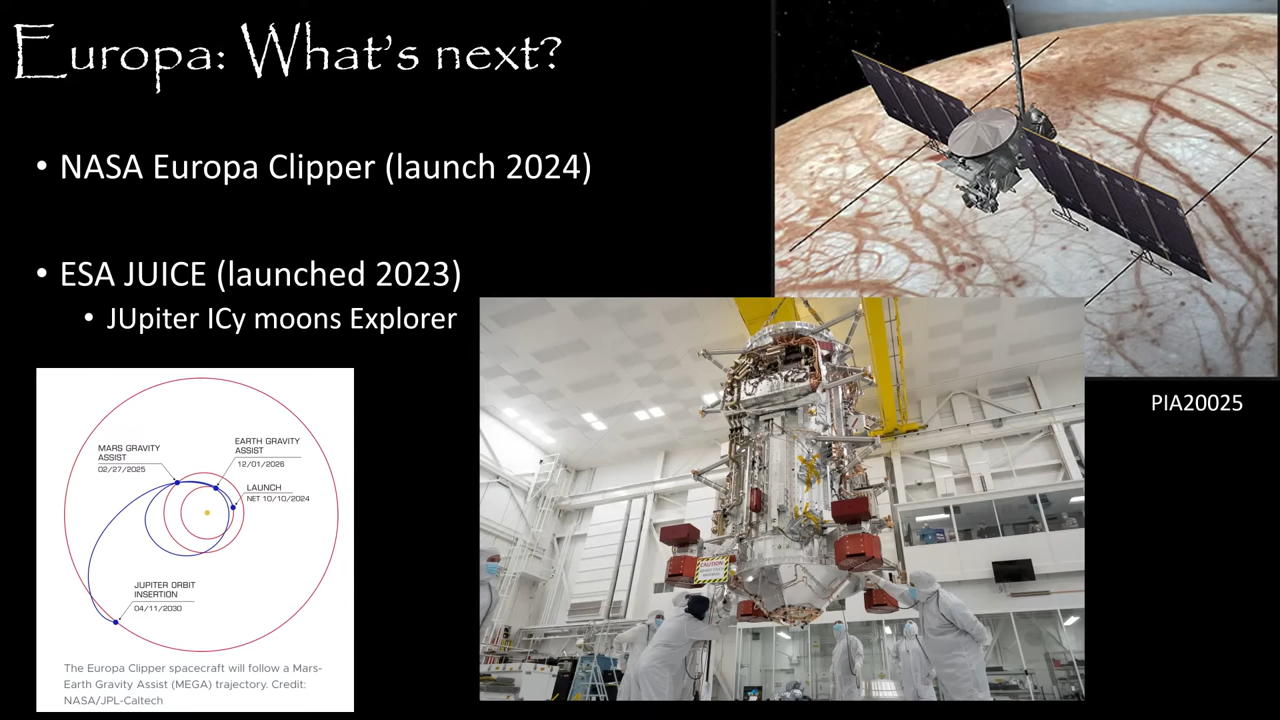 Europa: What's next?
• NASA Europa Clipper (launch 2024)
• ESA JUICE (launched 2023)
• JUpiter ICy moons Explorer
PIA20025
MARS GRAVITY
ASSIST
02/27/2025
EARTH GRAVITY
ASSIST
12/01/2026
LAUNCH
NET 10/10/2024
JUPITER ORBIT
INSERTION
04/11/2030
The Europa Clipper spacecraft will follow a Mars-
Earth Gravity Assist (MEGA) trajectory. Credit:
NASA/JPL-Caltech
CAUTION